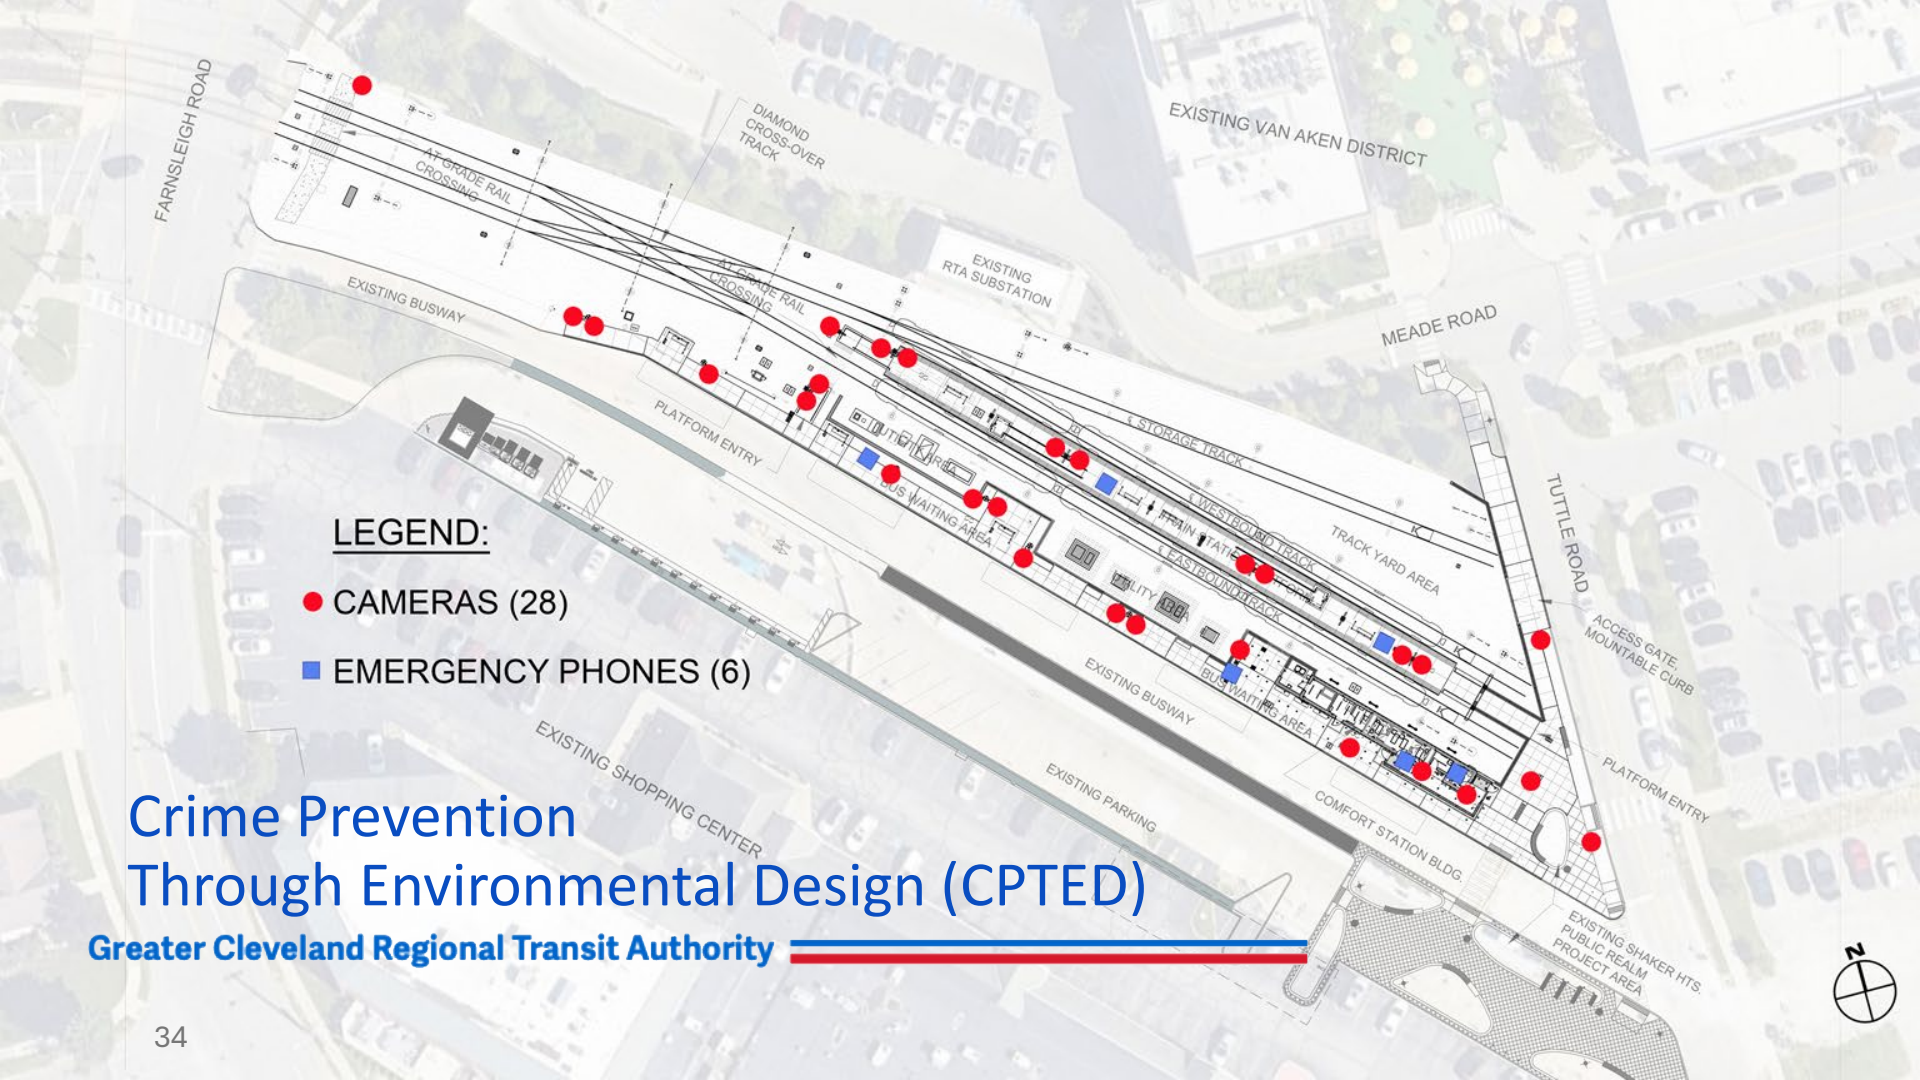 FARNSLEIGH ROAD
AT GRADE RAIL
CROSSING
DIAMOND
CROSS-OVER
TRACK
EXISTING VAN AKEN DISTRICT
EXISTING BUSWAY
AT GRADE RAIL
CROSSING
EXISTING
RTA SUBSTATION
MEADE ROAD
PLATFORM ENTRY
BUS WAITING AREA
℄ STORAGE TRACK
℄ WESTBOUND TRACK
℄ EASTBOUND TRACK
TRACK YARD AREA
TUTTLE ROAD
ACCESS GATE,
MOUNTABLE CURB
LEGEND:
CAMERAS (28)
EMERGENCY PHONES (6)
EXISTING BUSWAY
BUS WAITING AREA
PLATFORM ENTRY
EXISTING SHOPPING CENTER
EXISTING PARKING
COMFORT STATION BLDG.
EXISTING SHAKER HTS.
PUBLIC REALM
PROJECT AREA
Crime Prevention
Through Environmental Design (CPTED)
Greater Cleveland Regional Transit Authority
N
34